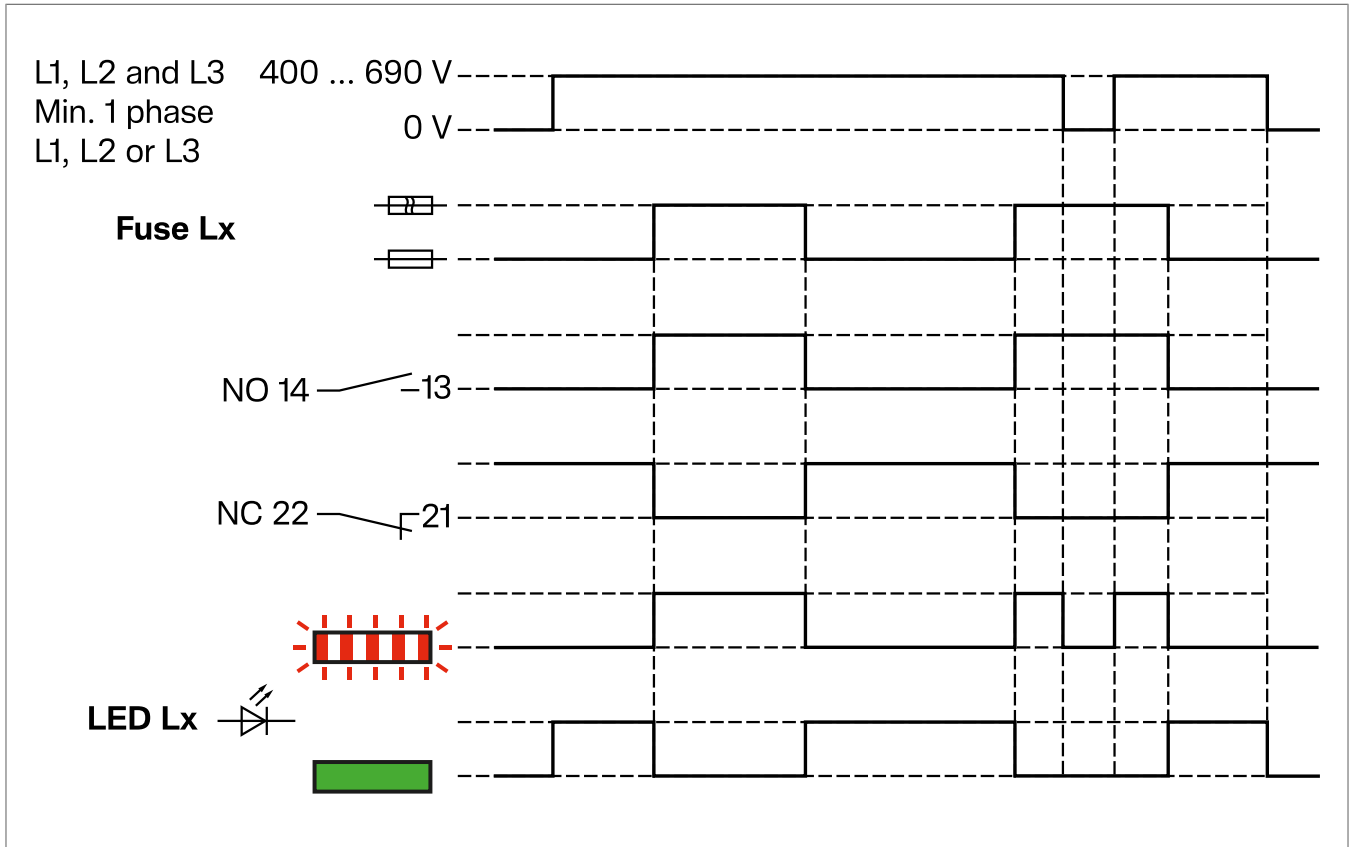 L1, L2 and L3 400 ... 690 V
Min. 1 phase
0 V
L1, L2 or L3
Fuse Lx
NO 14 13
NC 22 21
LED Lx